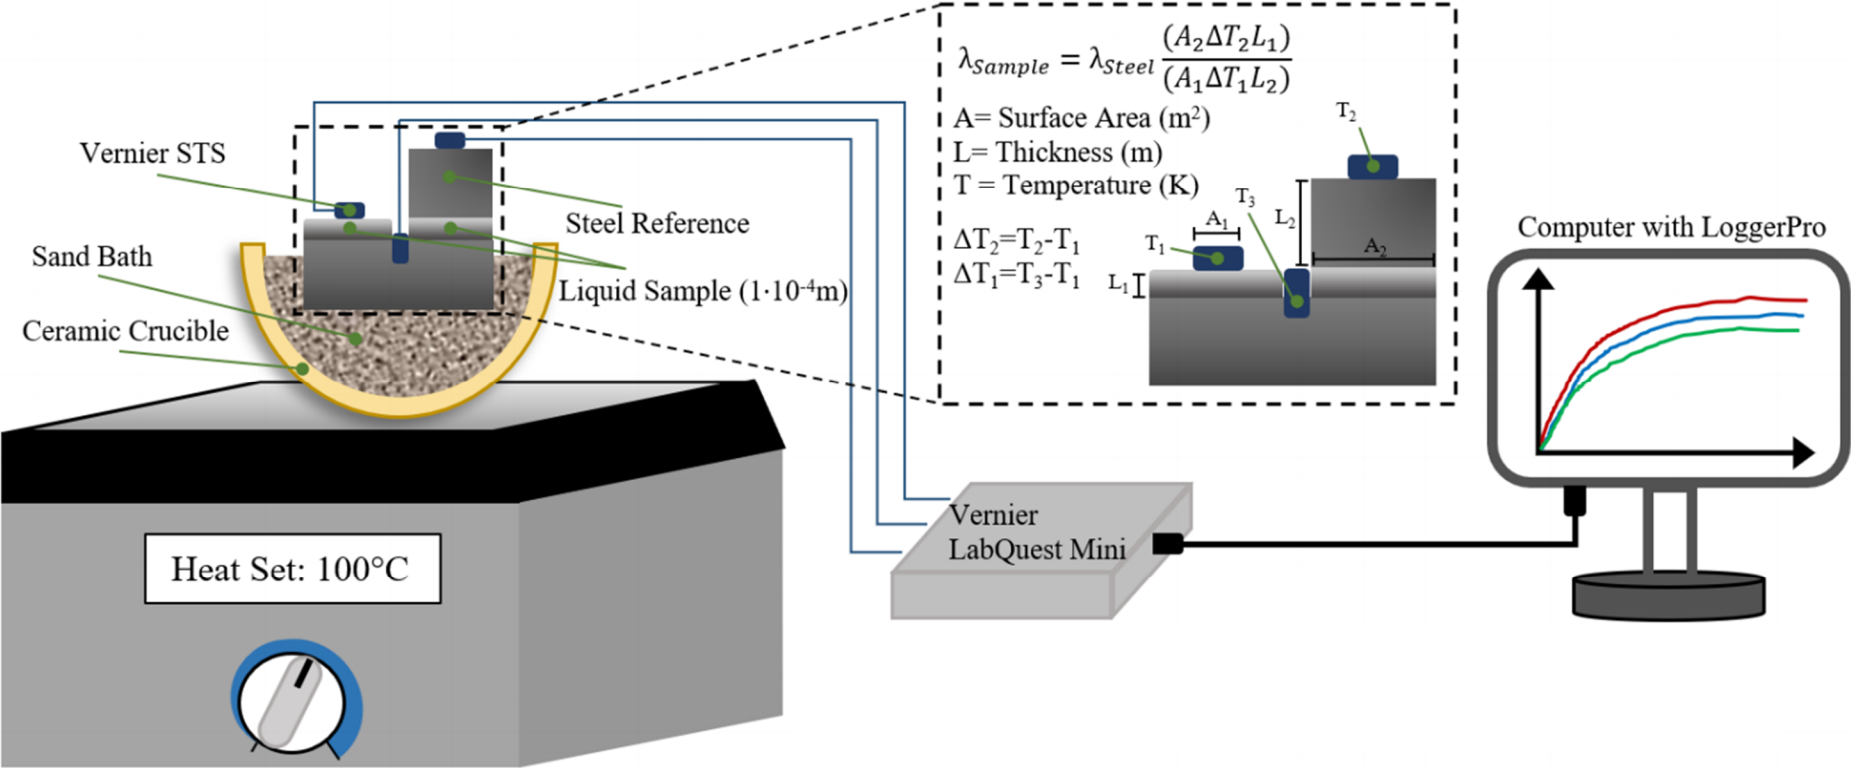 Vernier STS
Sand Bath
Ceramic Crucible
Steel Reference
Liquid Sample (1·10⁻⁴m)
Heat Set: 100°C
λSample = λSteel (A₂ΔT₂L₁) / (A₁ΔT₁L₂)
A= Surface Area (m²)
L= Thickness (m)
T = Temperature (K)
ΔT₂=T₂-T₁
ΔT₁=T₃-T₁
T₂
T₃
A₁
L₂
T₁
A₂
L₁
Vernier
LabQuest Mini
Computer with LoggerPro